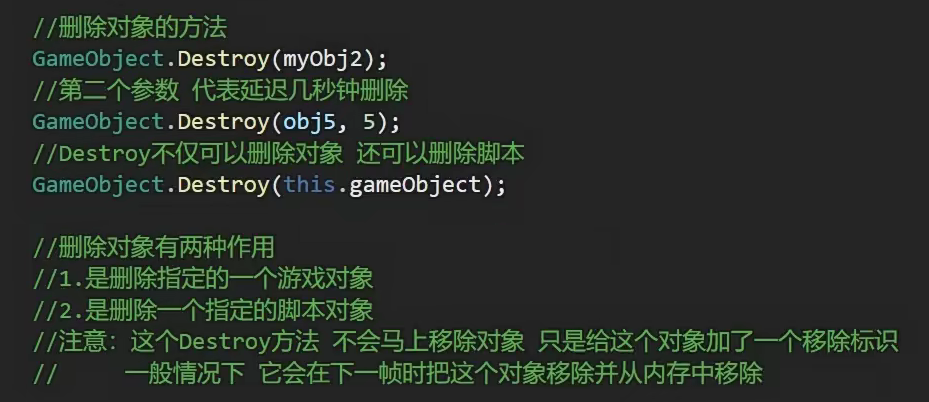 //删除对象的方法
GameObject.Destroy(myObj2);
//第二个参数 代表延迟几秒钟删除
GameObject.Destroy(obj5, 5);
//Destroy不仅可以删除对象 还可以删除脚本
GameObject.Destroy(this.gameObject);
//删除对象有两种作用
//1.是删除指定的一个游戏对象
//2.是删除一个指定的脚本对象
//注意：这个Destroy方法 不会马上移除对象 只是给这个对象加了一个移除标识
//      一般情况下 它会在下一帧时把这个对象移除并从内存中移除